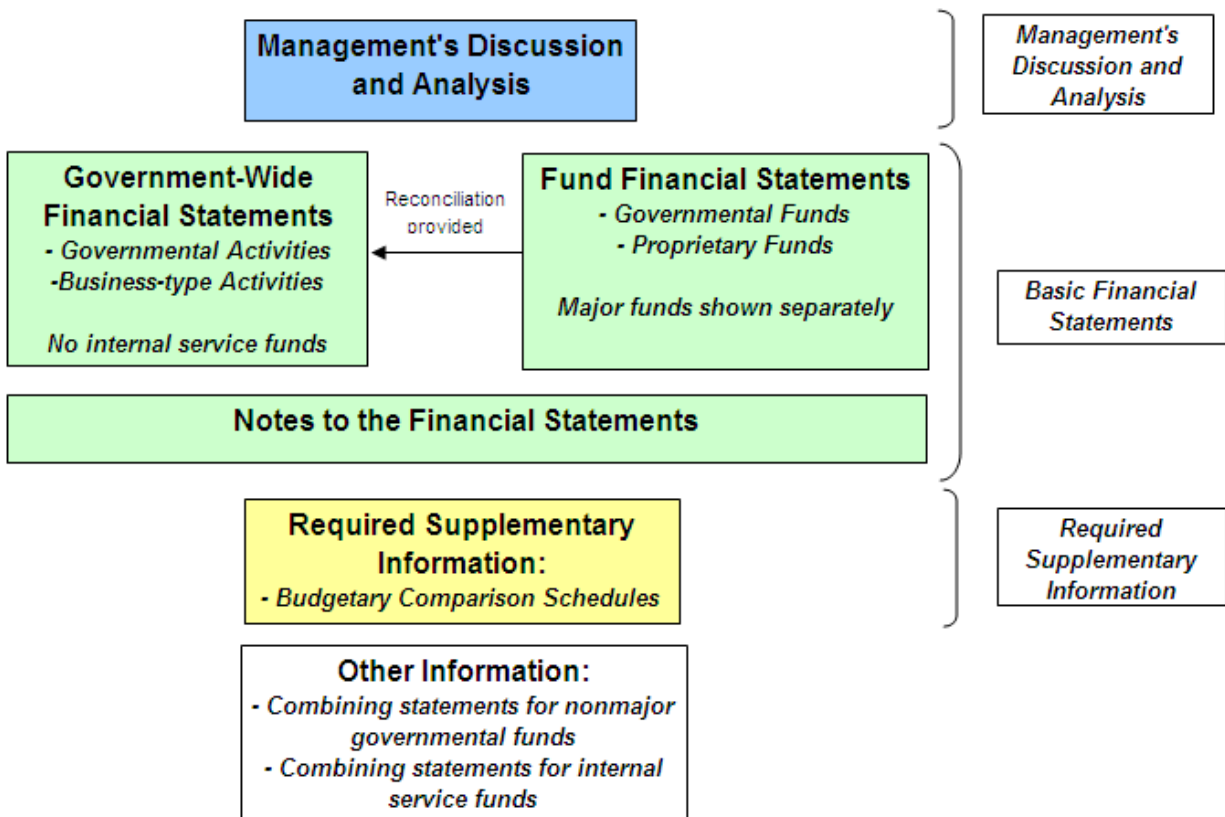 Management's Discussion
and Analysis
Management's
Discussion and
Analysis
Government-Wide
Financial Statements
- Governmental Activities
-Business-type Activities
No internal service funds
Reconciliation
provided
Fund Financial Statements
- Governmental Funds
- Proprietary Funds
Major funds shown separately
Basic Financial
Statements
Notes to the Financial Statements
Required Supplementary
Information:
- Budgetary Comparison Schedules
Required
Supplementary
Information
Other Information:
- Combining statements for nonmajor
governmental funds
- Combining statements for internal
service funds